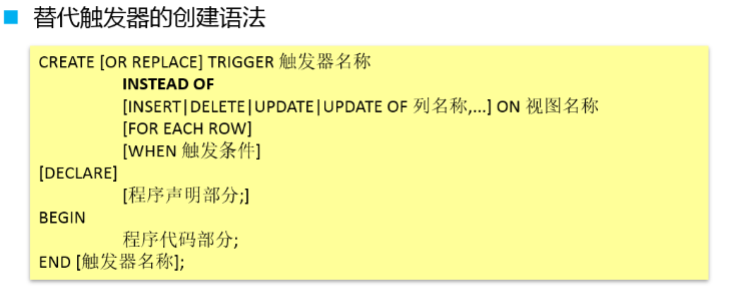 替代触发器的创建语法
CREATE [OR REPLACE] TRIGGER 触发器名称
INSTEAD OF
[INSERT|DELETE|UPDATE|UPDATE OF 列名称,...] ON 视图名称
[FOR EACH ROW]
[WHEN 触发条件]
[DECLARE]
[程序声明部分;]
BEGIN
程序代码部分;
END [触发器名称];